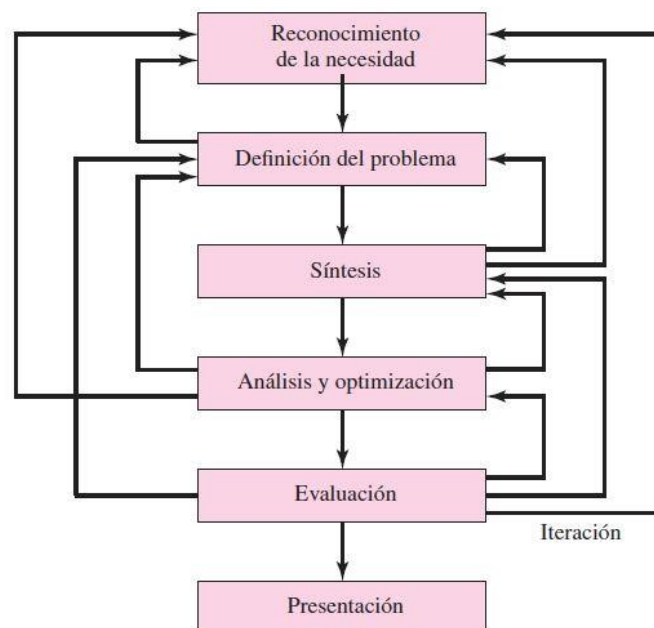 Reconocimiento
de la necesidad
Definición del problema
Síntesis
Análisis y optimización
Evaluación
Iteración
Presentación